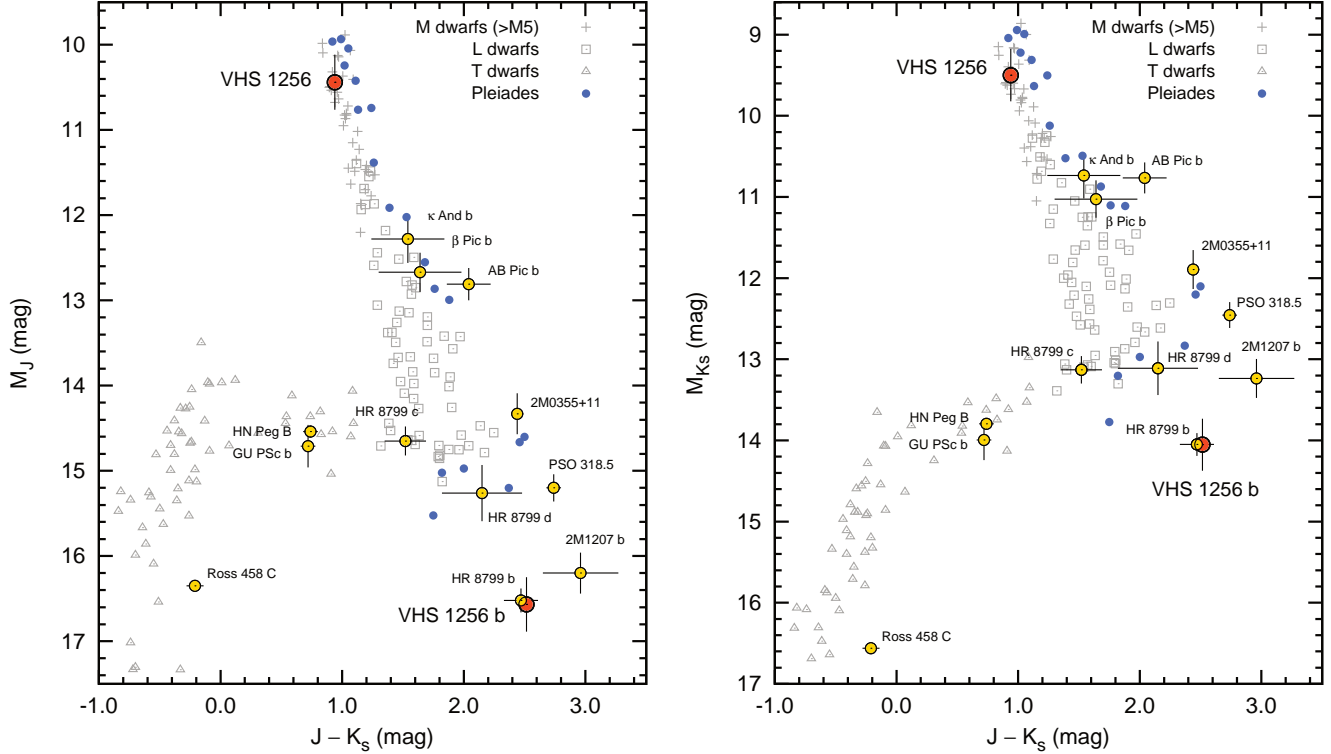 M dwarfs (>M5)
L dwarfs
T dwarfs
Pleiades
VHS 1256
κ And b
β Pic b
AB Pic b
2M0355+11
HR 8799 c
HN Peg B
GU PSc b
PSO 318.5
HR 8799 d
2M1207 b
Ross 458 C
HR 8799 b
VHS 1256 b
10
11
12
13
14
15
16
17
M_J (mag)
-1.0 0.0 1.0 2.0 3.0
J − K_s (mag)
M dwarfs (>M5)
L dwarfs
T dwarfs
Pleiades
VHS 1256
κ And b
AB Pic b
β Pic b
2M0355+11
PSO 318.5
HR 8799 c
HR 8799 d
2M1207 b
HN Peg B
GU PSc b
HR 8799 b
VHS 1256 b
Ross 458 C
9
10
11
12
13
14
15
16
17
M_Ks (mag)
-1.0 0.0 1.0 2.0 3.0
J − K_s (mag)